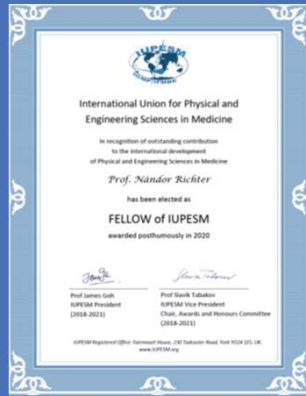 IUPESM
International Union for Physical and
Engineering Sciences in Medicine
In recognition of outstanding contribution
to the international development
of Physical and Engineering Sciences in Medicine
Prof. Nándor Richter
has been elected as
FELLOW of IUPESM
awarded posthumously in 2020
Prof James Goh
IUPESM President
(2018-2021)
Prof Slavik Tabakov
IUPESM Vice President
Chair, Awards and Honours Committee
(2018-2021)
IUPESM Registered Office: Fairmount House, 230 Tadcaster Road, York YO24 1ES, UK.
www.IUPESM.org